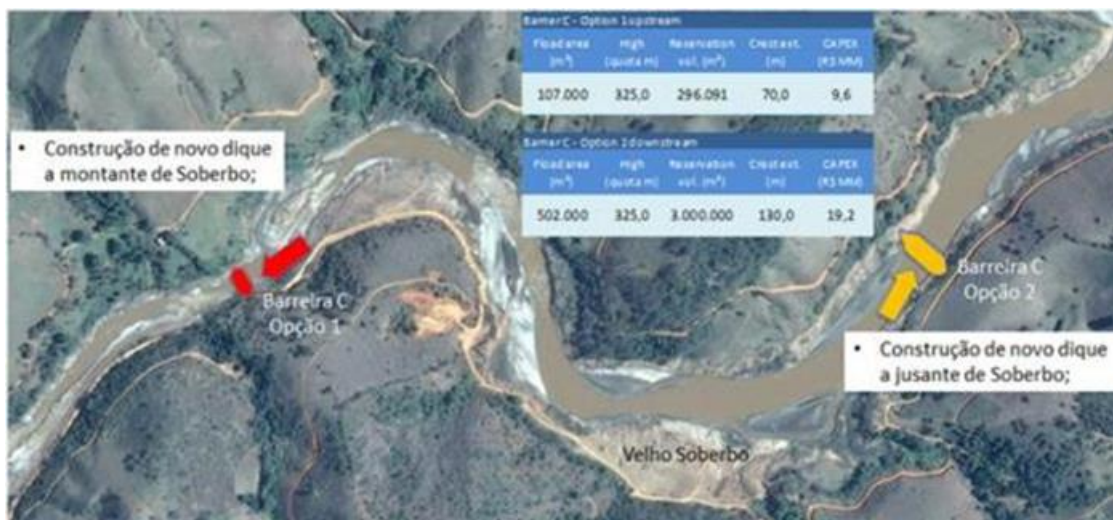 Barrier C - Option 1 upstream
Flood area High Reservation Crest ext. CAPEX
(m²) (quota m) vol. (m³) (m) (R$ MM)
107.000 325,0 296.091 70,0 9,6
Barrier C - Option 2 downstream
Flood area High Reservation Crest ext. CAPEX
(m²) (quota m) vol. (m³) (m) (R$ MM)
502.000 325,0 3.000.000 130,0 19,2
• Construção de novo dique
a montante de Soberbo;
Barreira C
Opção 1
Barreira C
Opção 2
• Construção de novo dique
a jusante de Soberbo;
Velho Soberbo